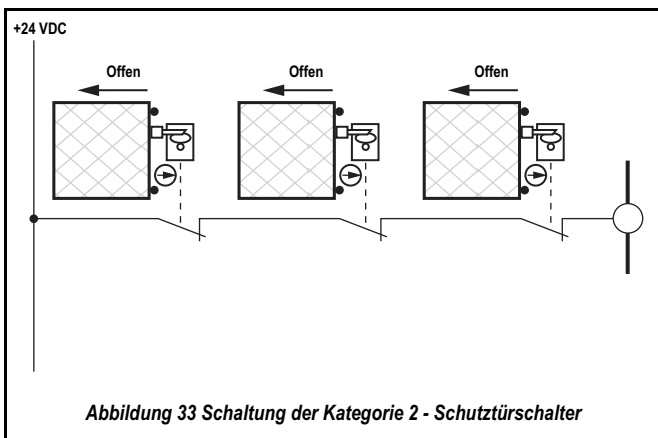 +24 VDC
Offen
Offen
Offen
Abbildung 33 Schaltung der Kategorie 2 - Schutztürschalter